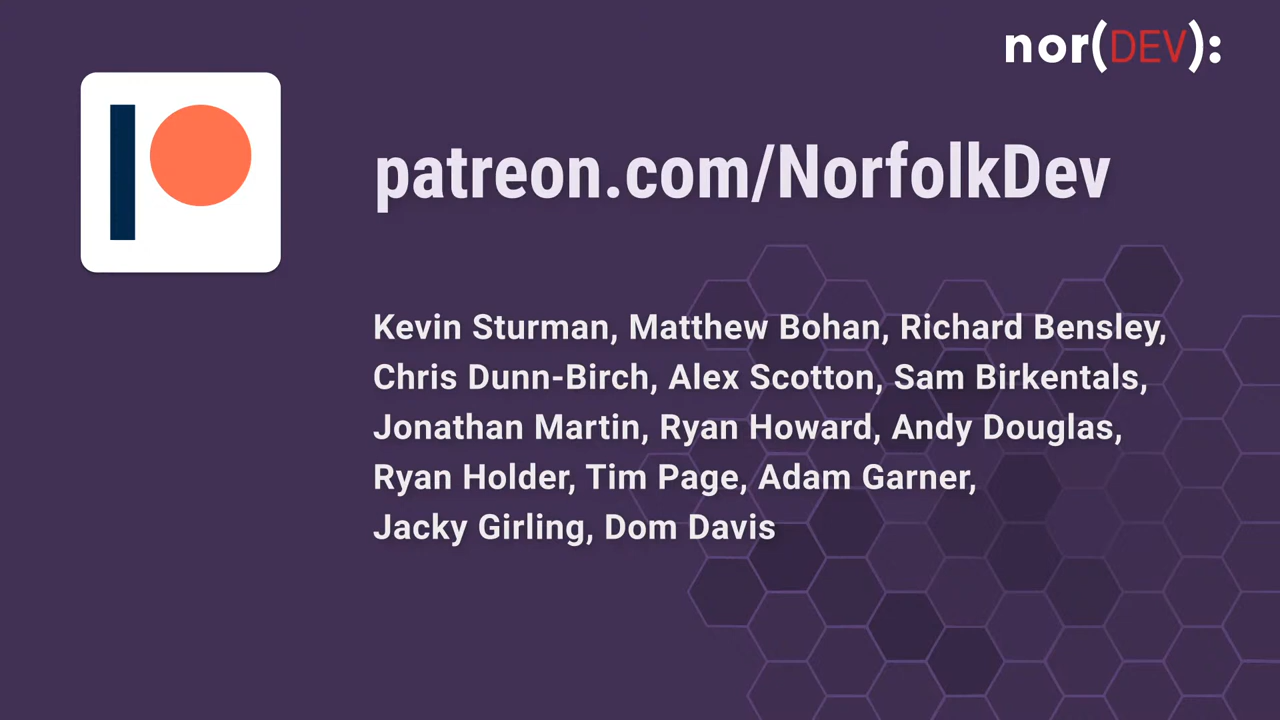 nor(DEV):
patreon.com/NorfolkDev
Kevin Sturman, Matthew Bohan, Richard Bensley,
Chris Dunn-Birch, Alex Scotton, Sam Birkentals,
Jonathan Martin, Ryan Howard, Andy Douglas,
Ryan Holder, Tim Page, Adam Garner,
Jacky Girling, Dom Davis